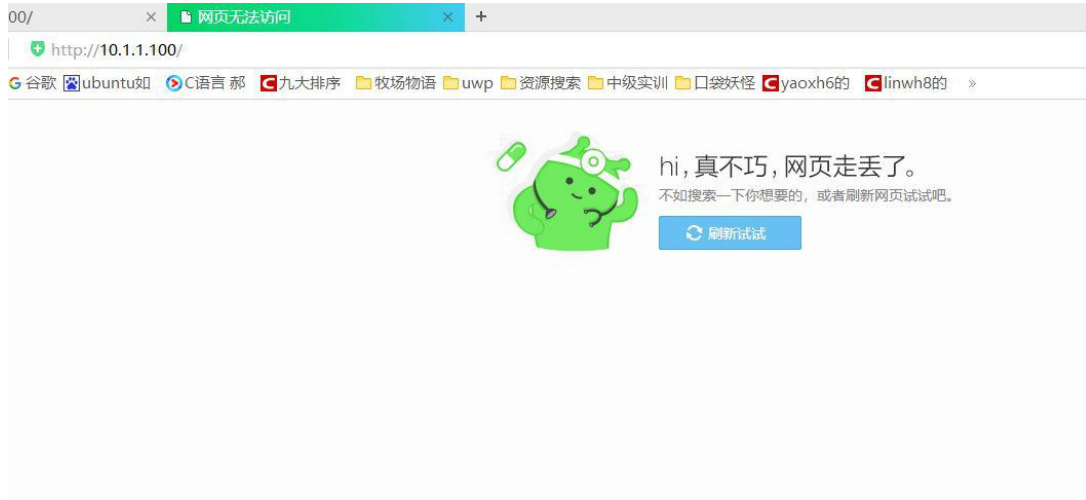 00/ × 网页无法访问 × +
http://10.1.1.100/
G 谷歌 ubuntu如 C语言 郝 C 九大排序 牧场物语 uwp 资源搜索 中级实训 口袋妖怪 C yaoxh6的 C linwh8的 »
hi,真不巧,网页走丢了。
不如搜索一下你想要的，或者刷新网页试试吧。
刷新试试